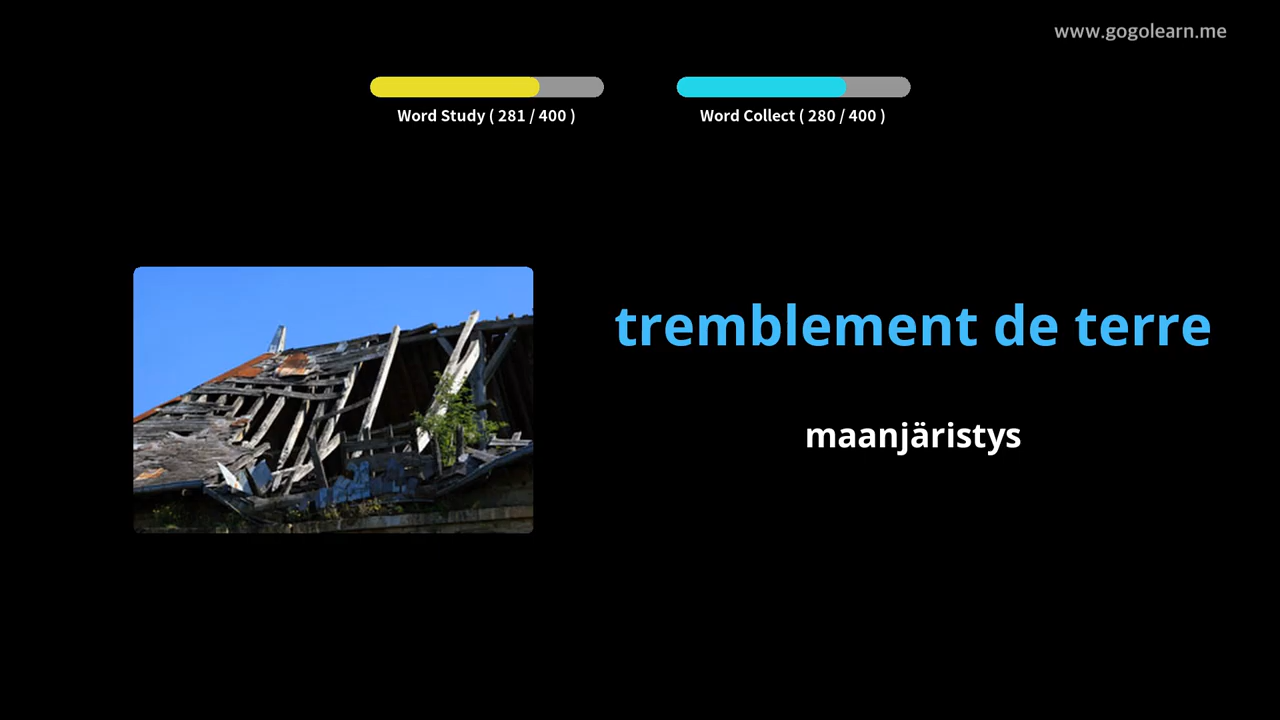 www.gogolearn.me
Word Study ( 281 / 400 )
Word Collect ( 280 / 400 )
tremblement de terre
maanjäristys